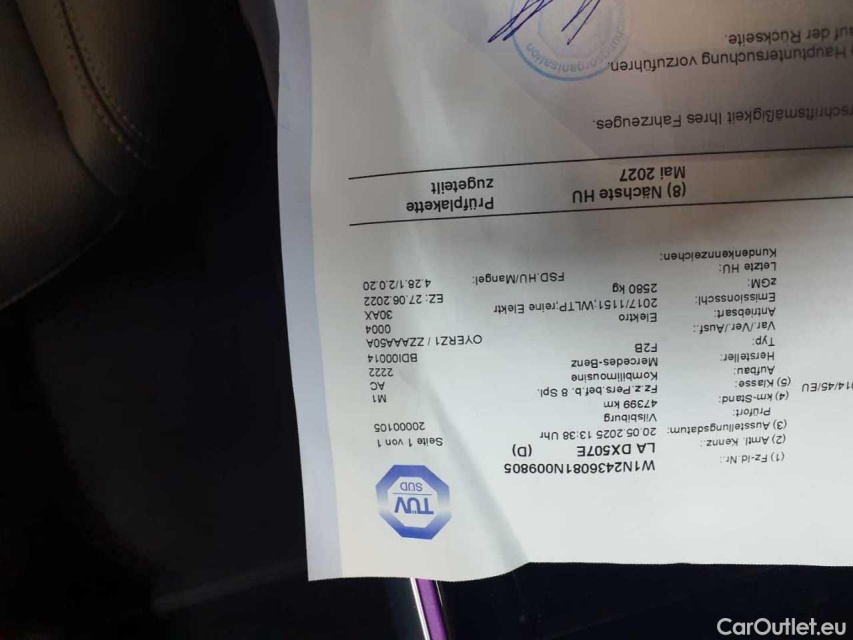 TÜV
SÜD
Seite 1 von 1
20000105
(1) Fz-Id.Nr.: W1N2436081N009805
(2) Amtl. Kennz.: LA DX507E (D)
(3) Ausstellungsdatum: 20.05.2025 13:38 Uhr
Prüfort: Vilsbiburg
(4) km-Stand: 47399 km
14/45/EU (5) Klasse: Fz.z.Pers.bef.b. 8 Spl. M1
Aufbau: Kombilimousine AC
Hersteller: Mercedes-Benz 2222
Typ: F2B BDI00014
Var./Ver./Ausf.: OYERZ1 / ZZAAA50A
Antriebsart: Elektro 0004
Emissionsschl: 2017/1151;WLTP;reine Elektr 30AX
zGM: 2580 kg EZ: 27.06.2022
Letzte HU: FSD.HU/Mangel: 4.28.1/2.0.20
Kundenkennzeichen:
(8) Nächste HU Prüfplakette
Mai 2027 zugeteilt
schriftsmäßigkeit Ihres Fahrzeuges.
Hauptuntersuchung vorzuführen.
auf der Rückseite.
CarOutlet.eu